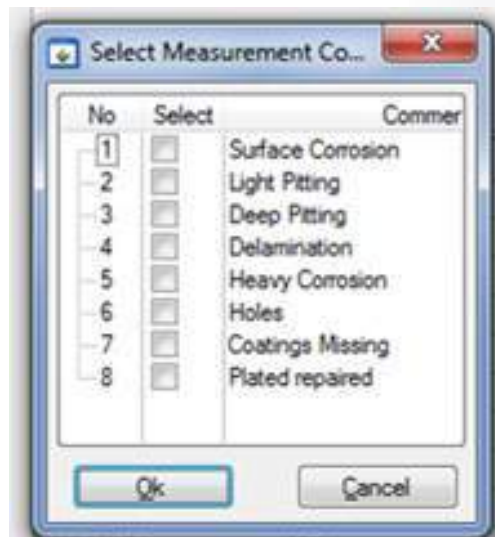 Select Measurement Co...
No Select Commer
1 Surface Corrosion
2 Light Pitting
3 Deep Pitting
4 Delamination
5 Heavy Corrosion
6 Holes
7 Coatings Missing
8 Plated repaired
Ok Cancel